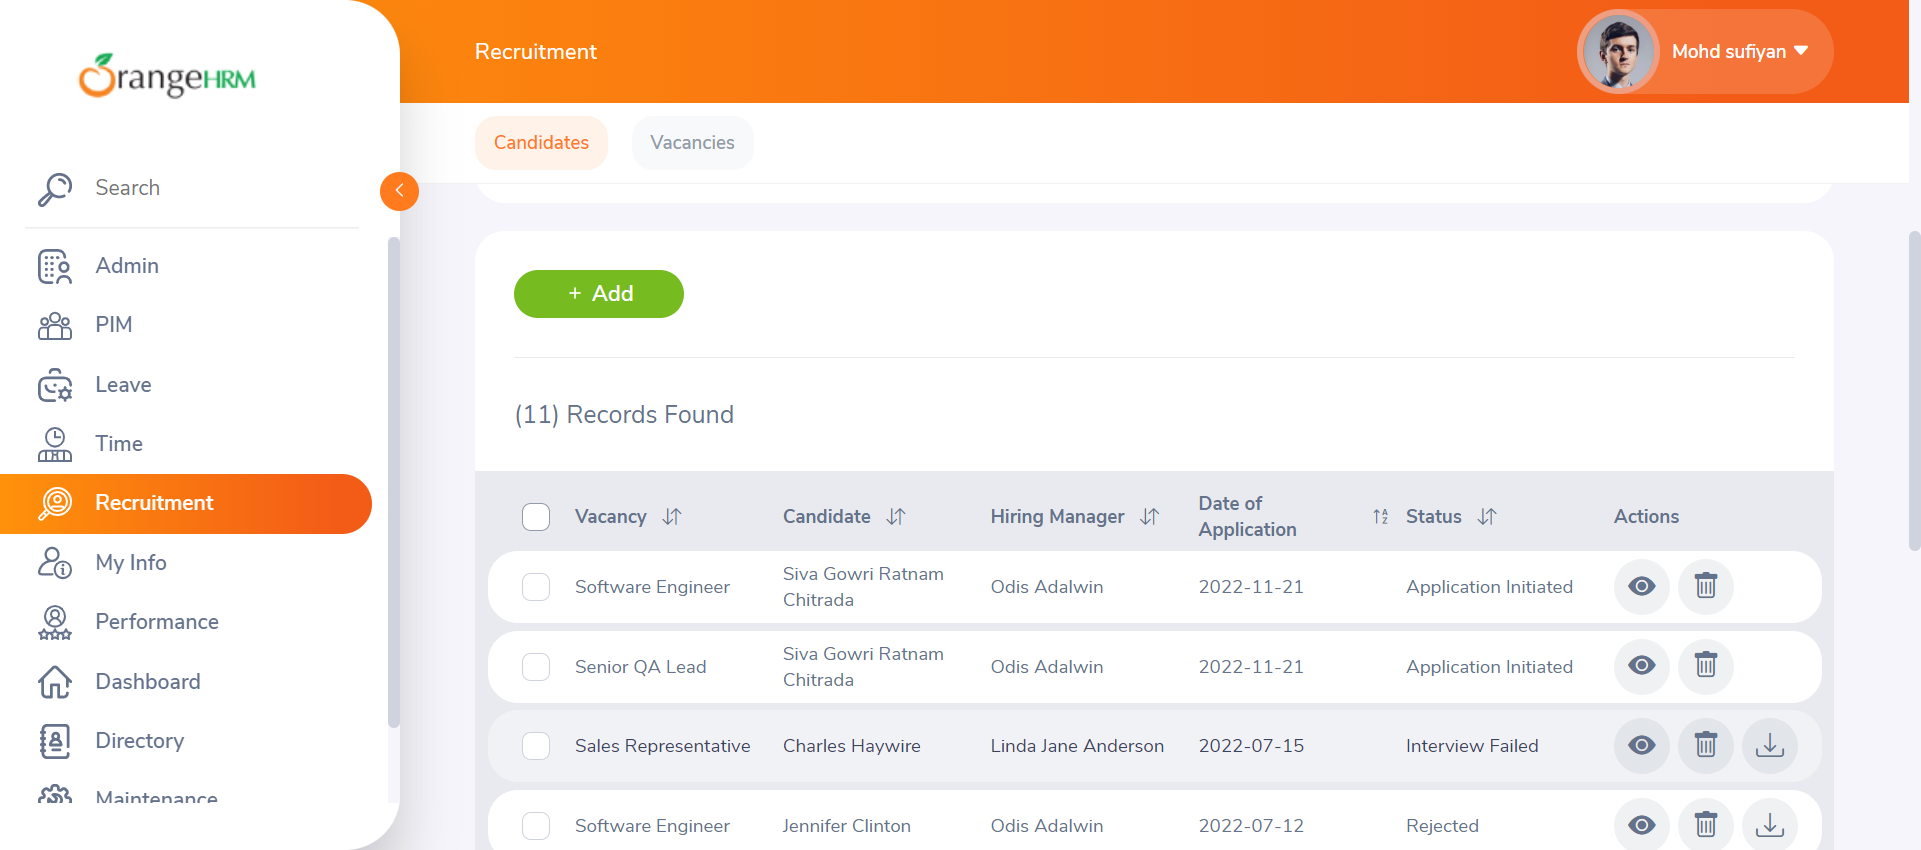 OrangeHRM
Recruitment
Mohd sufiyan
Candidates
Vacancies
Search
Admin
PIM
Leave
Time
Recruitment
My Info
Performance
Dashboard
Directory
Maintenance
+ Add
(11) Records Found
Vacancy
Candidate
Hiring Manager
Date of
Application
Status
Actions
Software Engineer
Siva Gowri Ratnam
Chitrada
Odis Adalwin
2022-11-21
Application Initiated
Senior QA Lead
Siva Gowri Ratnam
Chitrada
Odis Adalwin
2022-11-21
Application Initiated
Sales Representative
Charles Haywire
Linda Jane Anderson
2022-07-15
Interview Failed
Software Engineer
Jennifer Clinton
Odis Adalwin
2022-07-12
Rejected